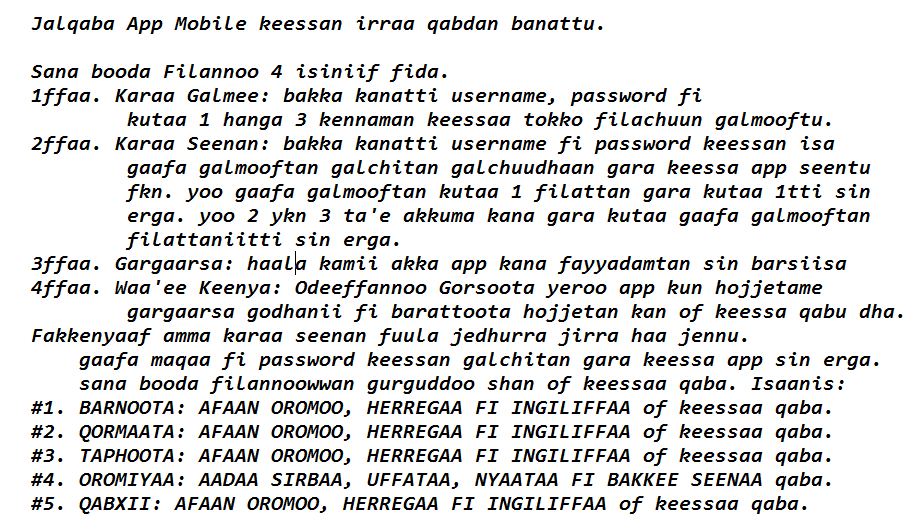 Jalqaba App Mobile keessan irraa qabdan banattu.
Sana booda Filannoo 4 isiniif fida.
1ffaa. Karaa Galmee: bakka kanatti username, password fi
kutaa 1 hanga 3 kennaman keessaa tokko filachuun galmooftu.
2ffaa. Karaa Seenan: bakka kanatti username fi password keessan isa
gaafa galmooftan galchitan galchuudhaan gara keessa app seentu
fkn. yoo gaafa galmooftan kutaa 1 filattan gara kutaa 1tti sin
erga. yoo 2 ykn 3 ta'e akkuma kana gara kutaa gaafa galmooftan
filattaniitti sin erga.
3ffaa. Gargaarsa: haala kamii akka app kana fayyadamtan sin barsiisa
4ffaa. Waa'ee Keenya: Odeeffannoo Gorsoota yeroo app kun hojjetame
gargaarsa godhanii fi barattoota hojjetan kan of keessa qabu dha.
Fakkenyaaf amma karaa seenan fuula jedhurra jirra haa jennu.
gaafa maqaa fi password keessan galchitan gara keessa app sin erga.
sana booda filannoowwan gurguddoo shan of keessaa qaba. Isaanis:
#1. BARNOOTA: AFAAN OROMOO, HERREGAA FI INGILIFFAA of keessaa qaba.
#2. QORMAATA: AFAAN OROMOO, HERREGAA FI INGILIFFAA of keessaa qaba.
#3. TAPHOOTA: AFAAN OROMOO, HERREGAA FI INGILIFFAA of keessaa qaba.
#4. OROMIYAA: AADAA SIRBAA, UFFATAA, NYAATAA FI BAKKEE SEENAA qaba.
#5. QABXII: AFAAN OROMOO, HERREGAA FI INGILIFFAA of keessaa qaba.